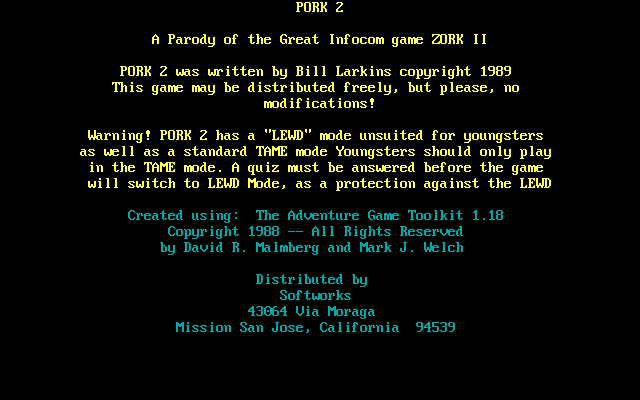 PORK 2
A Parody of the Great Infocom game ZORK II
PORK 2 was written by Bill Larkins copyright 1989
This game may be distributed freely, but please, no
modifications!
Warning! PORK 2 has a "LEWD" mode unsuited for youngsters
as well as a standard TAME mode Youngsters should only play
in the TAME mode. A quiz must be answered before the game
will switch to LEWD Mode, as a protection against the LEWD
Created using:  The Adventure Game Toolkit 1.18
Copyright 1988 -- All Rights Reserved
by David R. Malmberg and Mark J. Welch
Distributed by
Softworks
43064 Via Moraga
Mission San Jose, California  94539